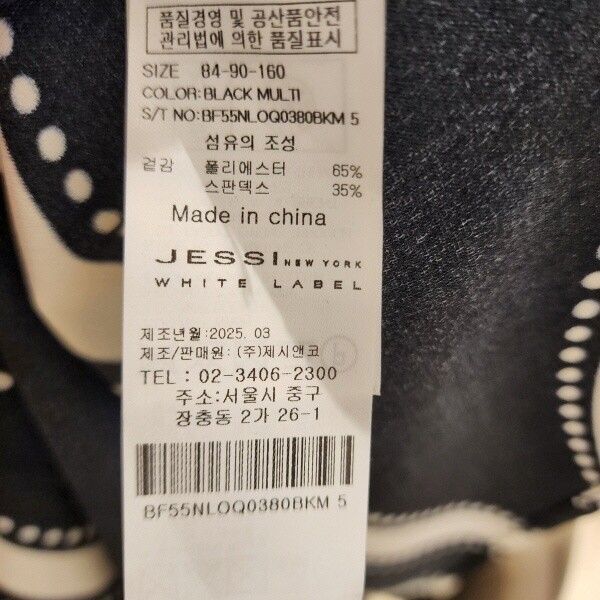 품질경영 및 공산품안전
관리법에 의한 품질표시
SIZE 84-90-160
COLOR:BLACK MULTI
S/T NO:BF55NLOQ0380BKM 5
섬유의 조성
겉감 폴리에스터 65%
스판덱스 35%
Made in china
JESSI NEW YORK
WHITE LABEL
제조년월:2025. 03
제조/판매원: (주)제시앤코
TEL : 02-3406-2300
주소:서울시 중구
장충동 2가 26-1
BF55NLOQ0380BKM 5